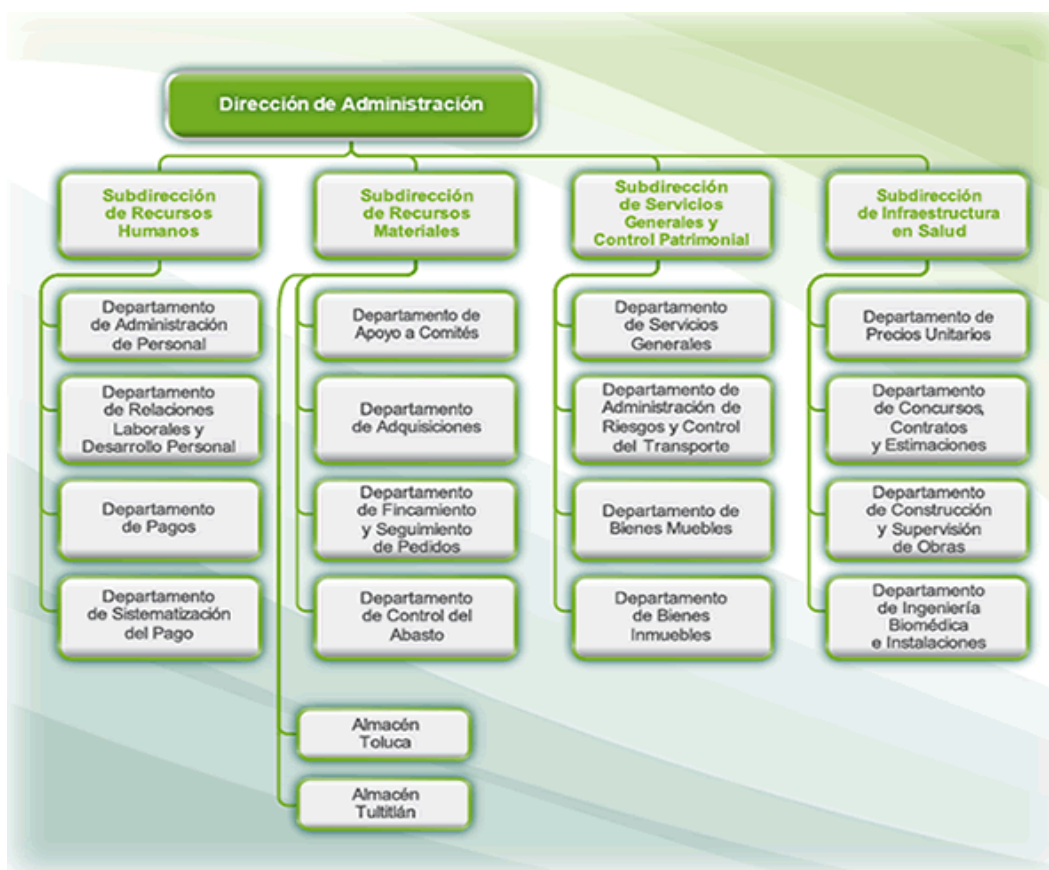 Dirección de Administración
Subdirección
de Recursos
Humanos
Departamento
de Administración
de Personal
Departamento
de Relaciones
Laborales y
Desarrollo Personal
Departamento
de Pagos
Departamento
de Sistematización
del Pago
Subdirección
de Recursos
Materiales
Departamento de
Apoyo a Comités
Departamento
de Adquisiciones
Departamento
de Fincamiento
y Seguimiento
de Pedidos
Departamento
de Control del
Abasto
Almacén
Toluca
Almacén
Tultitlán
Subdirección
de Servicios
Generales y
Control Patrimonial
Departamento
de Servicios
Generales
Departamento de
Administración de
Riesgos y Control
del Transporte
Departamento de
Bienes Muebles
Departamento
de Bienes
Inmuebles
Subdirección
de Infraestructura
en Salud
Departamento de
Precios Unitarios
Departamento
de Concursos,
Contratos
y Estimaciones
Departamento
de Construcción
y Supervisión
de Obras
Departamento
de Ingeniería
Biomédica
e Instalaciones